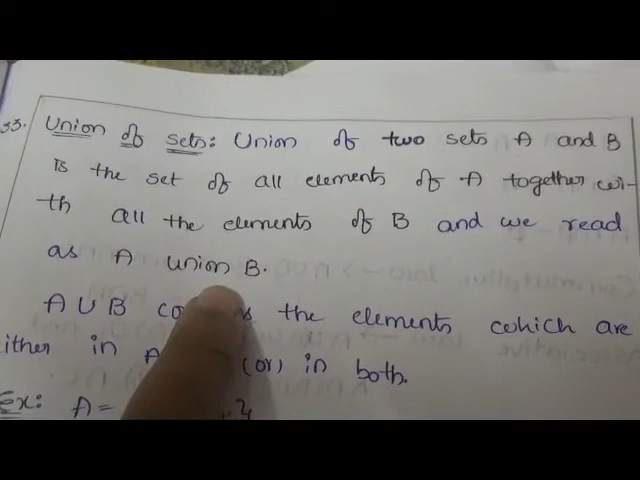 33. Union of sets: Union of two sets A and B
is the set of all elements of A together wi-
th all the elements of B and we read
as A union B.
A ∪ B the elements which are
ither in A (or) in both.
Ex: A =